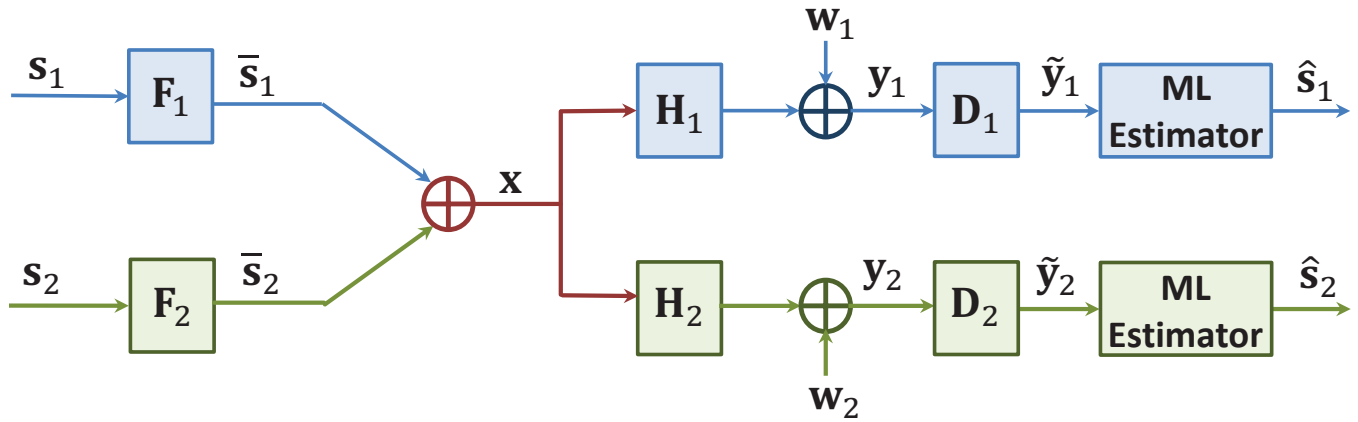 𝐬₁
𝐅₁
𝐬̅₁
𝐱
𝐇₁
𝐰₁
𝐲₁
𝐃₁
𝐲̃₁
ML
Estimator
𝐬̂₁
𝐬₂
𝐅₂
𝐬̅₂
𝐇₂
𝐰₂
𝐲₂
𝐃₂
𝐲̃₂
ML
Estimator
𝐬̂₂